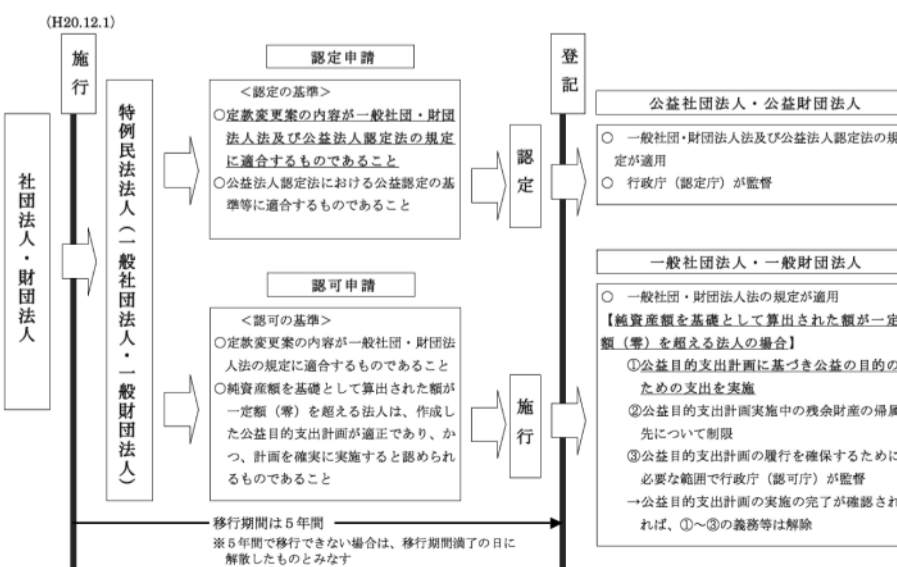 (H20.12.1)
施行
社団法人・財団法人
特例民法法人(一般社団法人・一般財団法人)
認定申請
＜認定の基準＞
○定款変更案の内容が一般社団・財団
法人法及び公益法人認定法の規定
に適合するものであること
○公益法人認定法における公益認定の基
準等に適合するものであること
認定
認可申請
＜認可の基準＞
○定款変更案の内容が一般社団・財団法
人法の規定に適合するものであること
○純資産額を基礎として算出された額が
一定額（零）を超える法人は、作成し
た公益目的支出計画が適正であり、か
つ、計画を確実に実施すると認められ
るものであること
施行
登記
公益社団法人・公益財団法人
○　一般社団・財団法人法及び公益法人認定法の規
定が適用
○　行政庁（認定庁）が監督
一般社団法人・一般財団法人
○　一般社団・財団法人法の規定が適用
【純資産額を基礎として算出された額が一定
額（零）を超える法人の場合】
①公益目的支出計画に基づき公益の目的の
ための支出を実施
②公益目的支出計画実施中の残余財産の帰属
先について制限
③公益目的支出計画の履行を確保するために
必要な範囲で行政庁（認可庁）が監督
→公益目的支出計画の実施の完了が確認され
れば、①～③の義務等は解除
移行期間は５年間
※５年間で移行できない場合は、移行期間満了の日に
解散したものとみなす